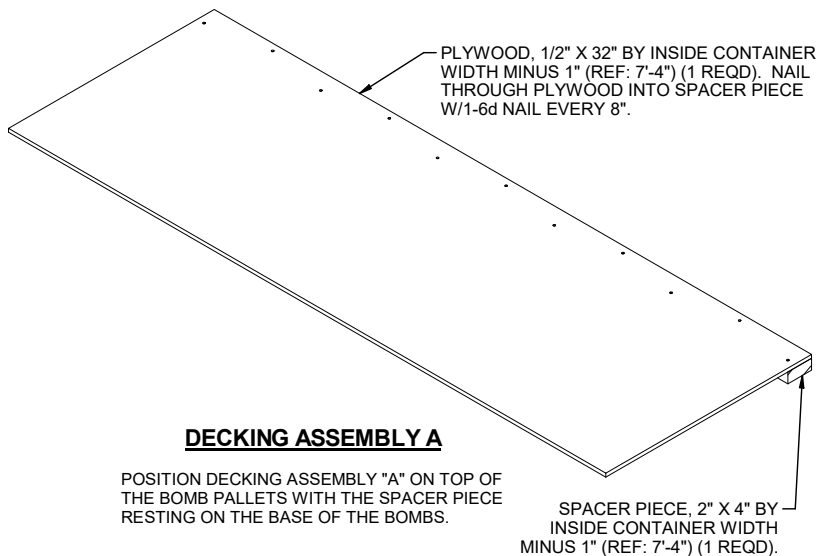 PLYWOOD, 1/2" X 32" BY INSIDE CONTAINER
WIDTH MINUS 1" (REF: 7'-4") (1 REQD).  NAIL
THROUGH PLYWOOD INTO SPACER PIECE
W/1-6d NAIL EVERY 8".
DECKING ASSEMBLY A
POSITION DECKING ASSEMBLY "A" ON TOP OF
THE BOMB PALLETS WITH THE SPACER PIECE
RESTING ON THE BASE OF THE BOMBS.
SPACER PIECE, 2" X 4" BY
INSIDE CONTAINER WIDTH
MINUS 1" (REF: 7'-4") (1 REQD).